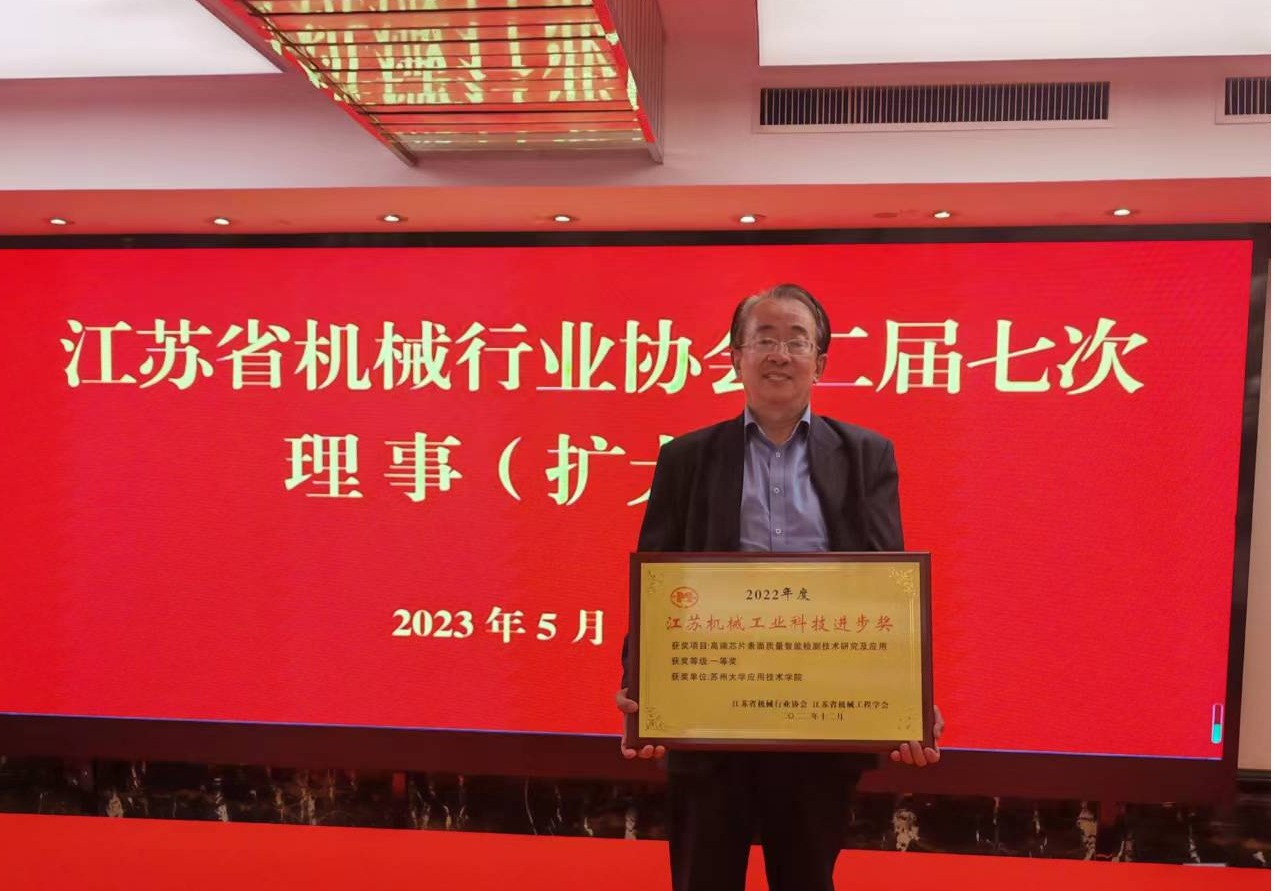 江苏省机械行业协会二届七次
理事（扩大
2023 年 5 月
2022年度
江苏机械工业科技进步奖
获奖项目:高端芯片表面质量智能检测技术研究及应用
获奖等级:一等奖
获奖单位:苏州大学应用技术学院
江苏省机械行业协会 江苏省机械工程学会
二〇二二年十二月